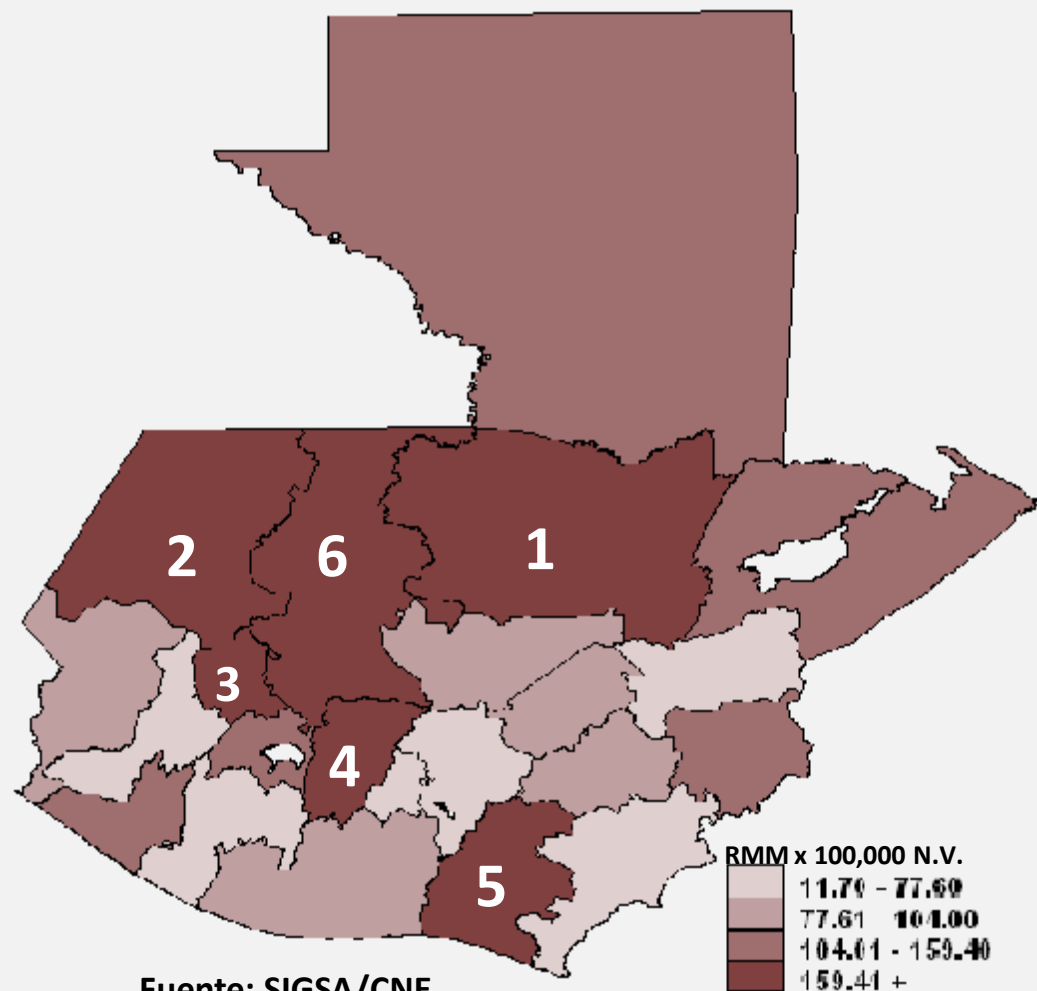 2
6
1
3
4
5
RMM x 100,000 N.V.
11.70 - 77.60
77.61 104.00
104.01 - 159.40
159.41 +
Fuente: SIGSA/CNE